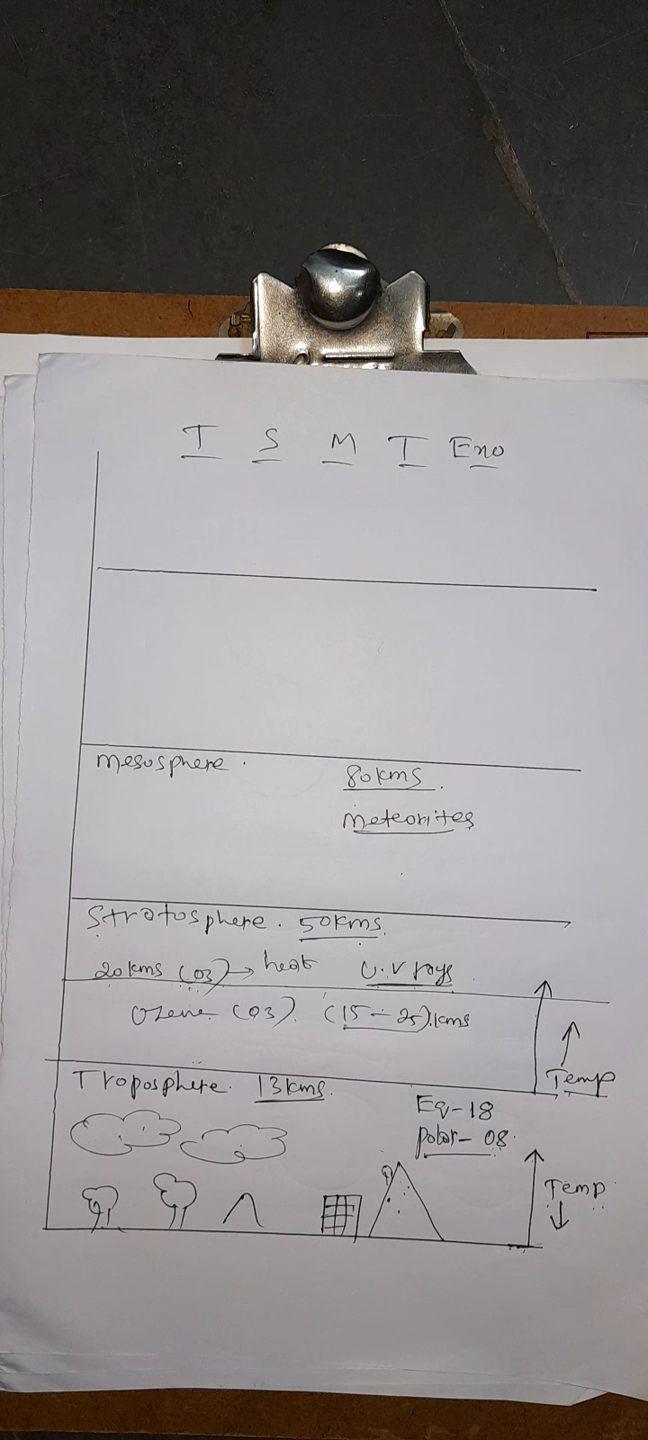 T S M T Exo
Mesosphere.
80kms.
Meteorites
Stratosphere. 50kms.
20kms (O3) → heat U.V rays
Ozone (O3). (15-25).kms
Temp
Troposphere. 13kms.
Eq-18
polar- 08.
Temp